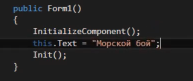 public Form1()
{
InitializeComponent();
this.Text = "Морской бой";
Init();
}